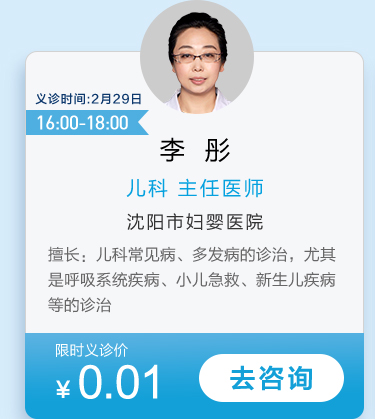 义诊时间:2月29日
16:00-18:00
李 彤
儿科 主任医师
沈阳市妇婴医院
擅长：儿科常见病、多发病的诊治，尤其
是呼吸系统疾病、小儿急救、新生儿疾病
等的诊治
限时义诊价
¥ 0.01
去咨询